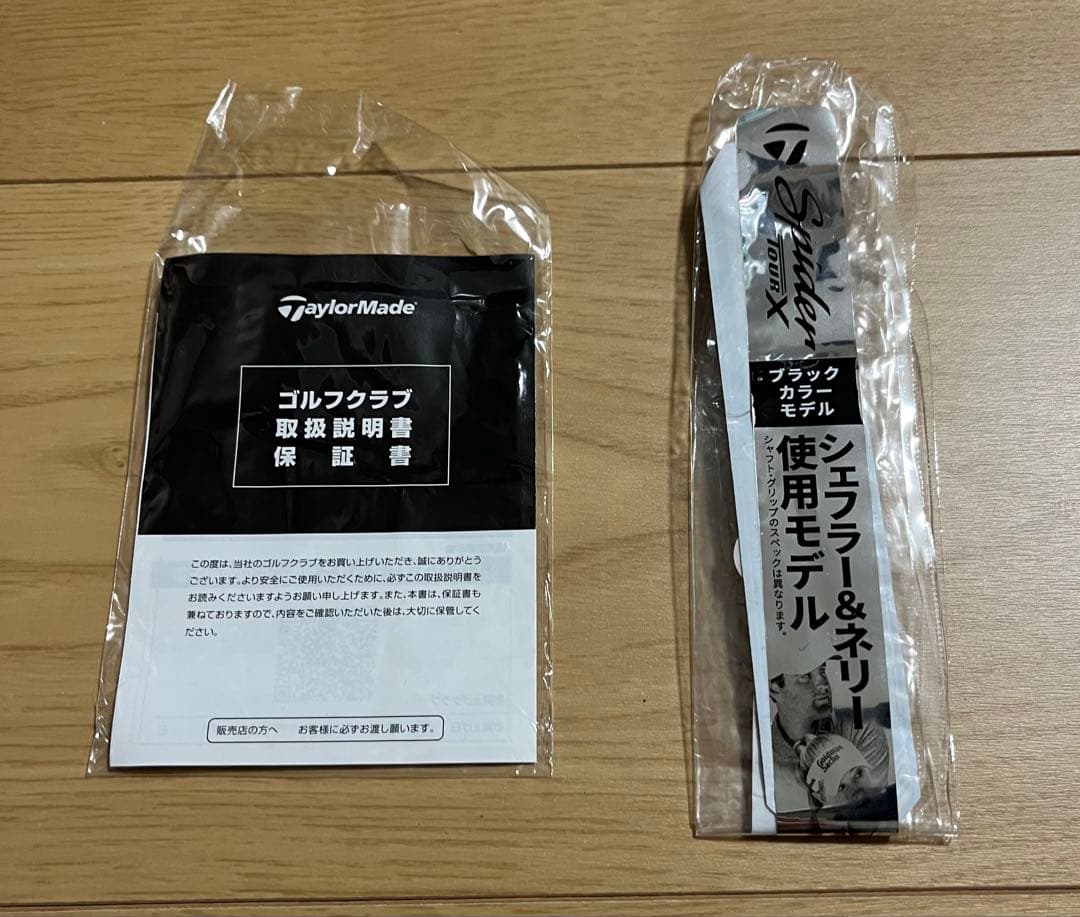 TaylorMade
ゴルフクラブ
取扱説明書
保証書
この度は、当社のゴルフクラブをお買い上げいただき、誠にありがとう
ございます。より安全にご使用いただくために、必ずこの取扱説明書を
お読みくださいますようお願い申し上げます。また、本書は、保証書も
兼ねておりますので、内容をご確認いただいた後は、大切に保管してく
ださい。
販売店の方へ お客様に必ずお渡し願います。
Spider
TOUR X
ブラック
カラー
モデル
シェフラー&ネリー
使用モデル
シャフト・グリップのスペックは異なります。
Goldman
Sachs